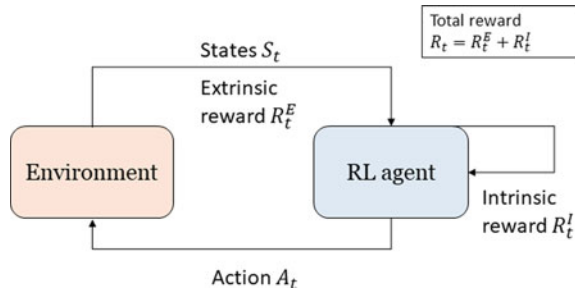 Total reward
R_t = R_t^E + R_t^I
States S_t
Extrinsic
reward R_t^E
Environment
RL agent
Intrinsic
reward R_t^I
Action A_t